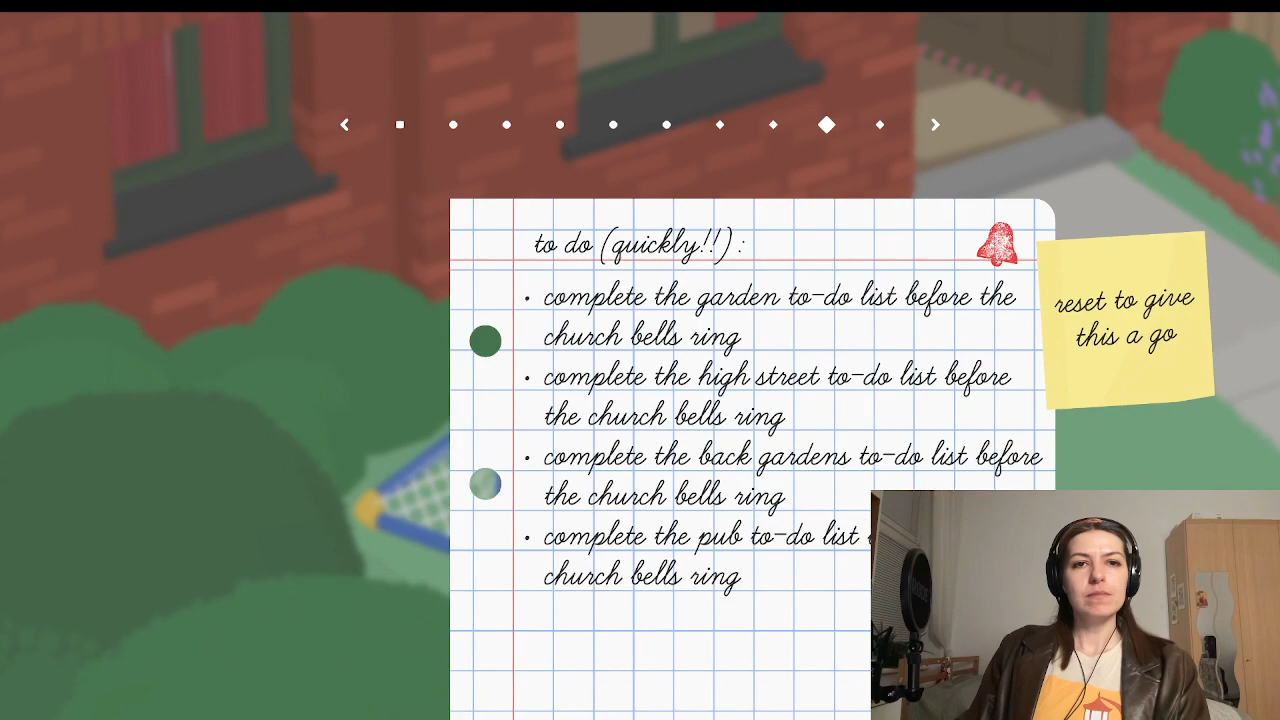 to do (quickly!!) :
• complete the garden to-do list before the
church bells ring
• complete the high street to-do list before
the church bells ring
• complete the back gardens to-do list before
the church bells ring
• complete the pub to-do list
church bells ring
reset to give
this a go